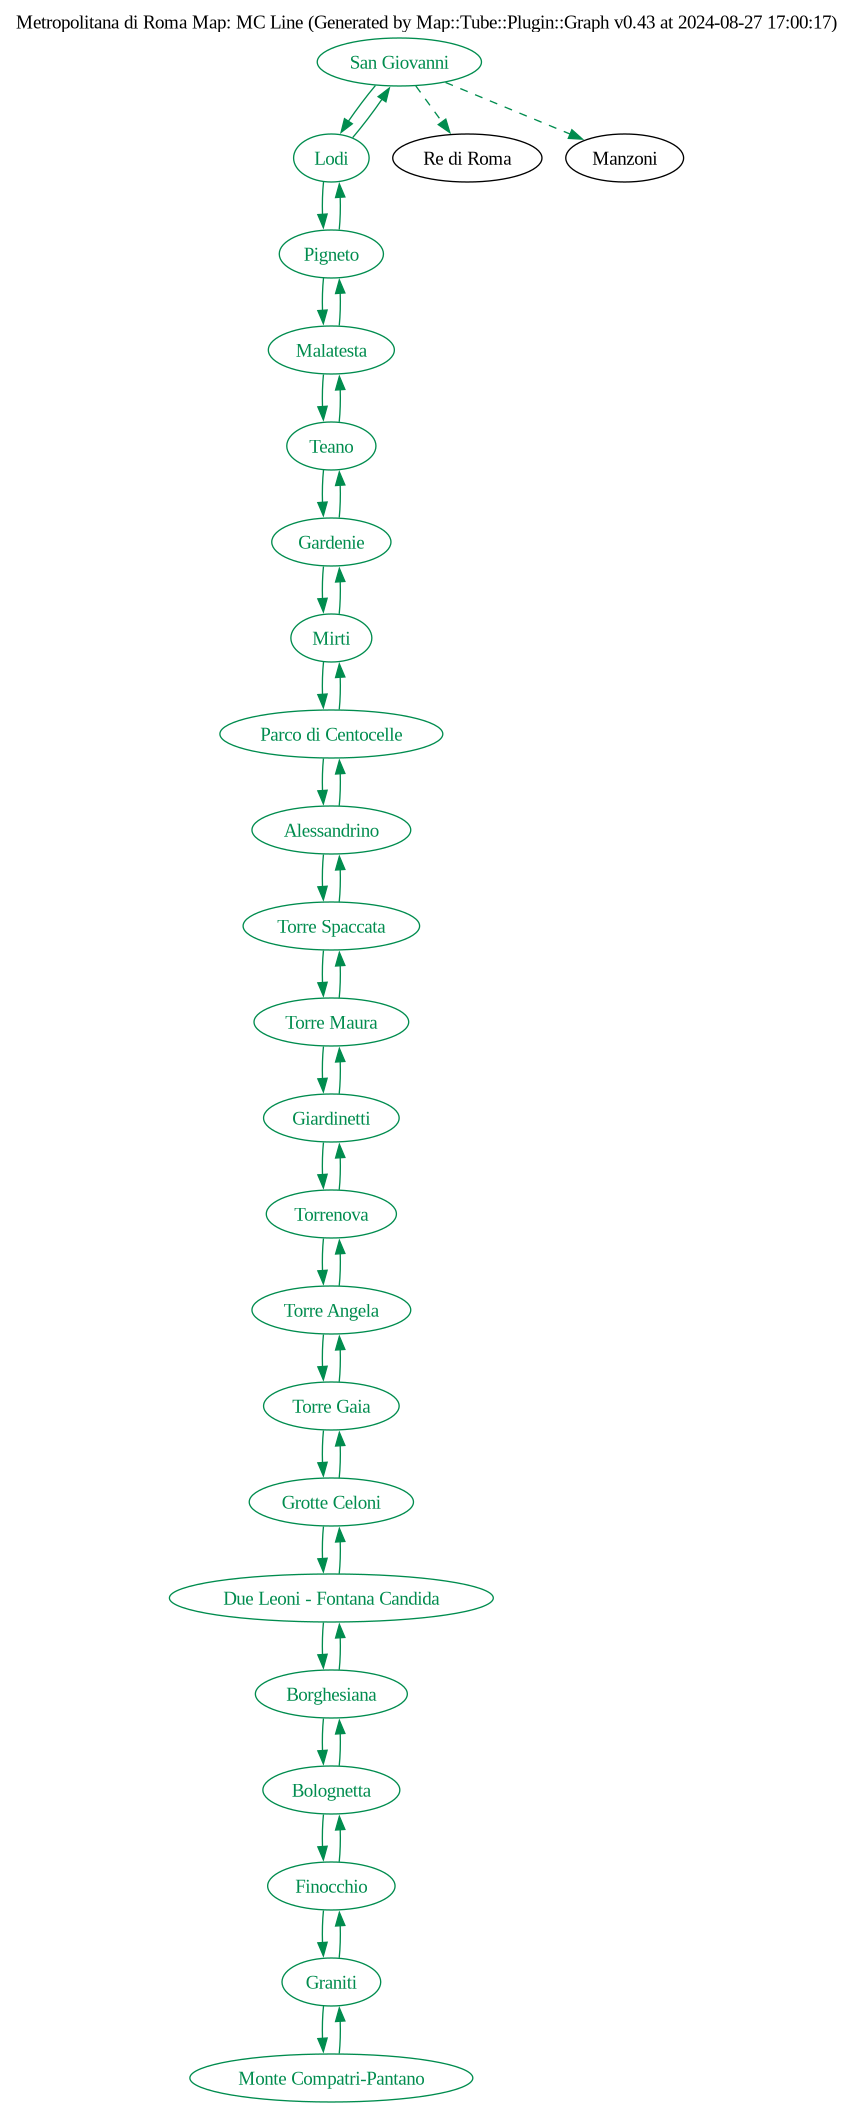 Metropolitana di Roma Map: MC Line (Generated by Map::Tube::Plugin::Graph v0.43 at 2024-08-27 17:00:17)
San Giovanni
Lodi
Re di Roma
Manzoni
Pigneto
Malatesta
Teano
Gardenie
Mirti
Parco di Centocelle
Alessandrino
Torre Spaccata
Torre Maura
Giardinetti
Torrenova
Torre Angela
Torre Gaia
Grotte Celoni
Due Leoni - Fontana Candida
Borghesiana
Bolognetta
Finocchio
Graniti
Monte Compatri-Pantano